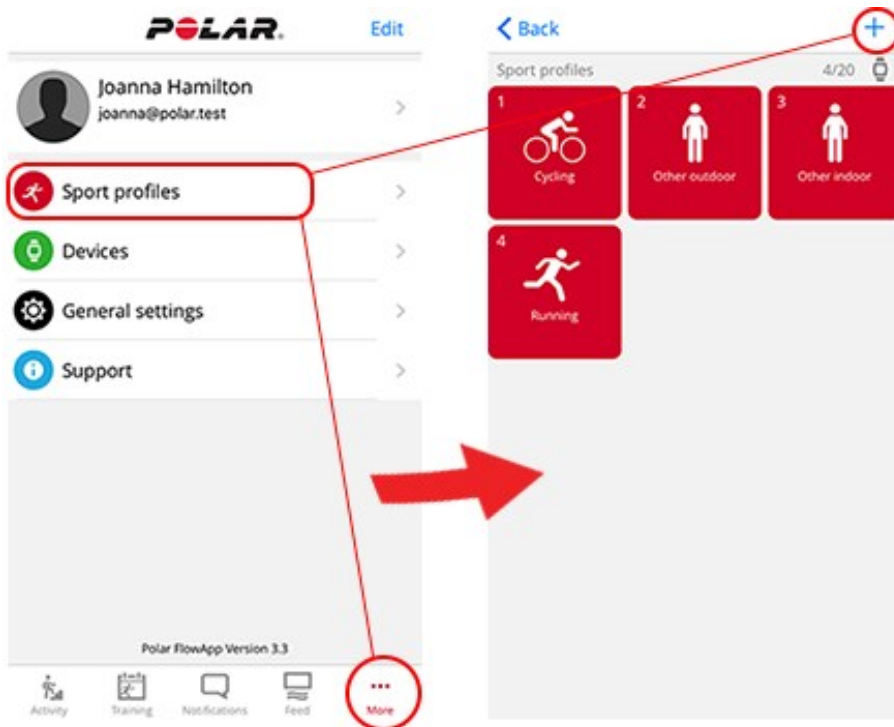 POLAR.
Edit
Joanna Hamilton
joanna@polar.test
Sport profiles
Devices
General settings
Support
Polar FlowApp Version 3.3
Activity
Training
Notifications
Feed
More
Back
+
Sport profiles
4/20
1
Cycling
2
Other outdoor
3
Other indoor
4
Running